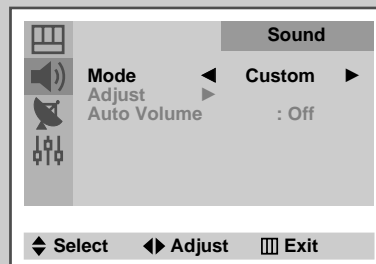 Sound
Mode ◀ Custom ▶
Adjust ▶
Auto Volume : Off
Select Adjust Exit